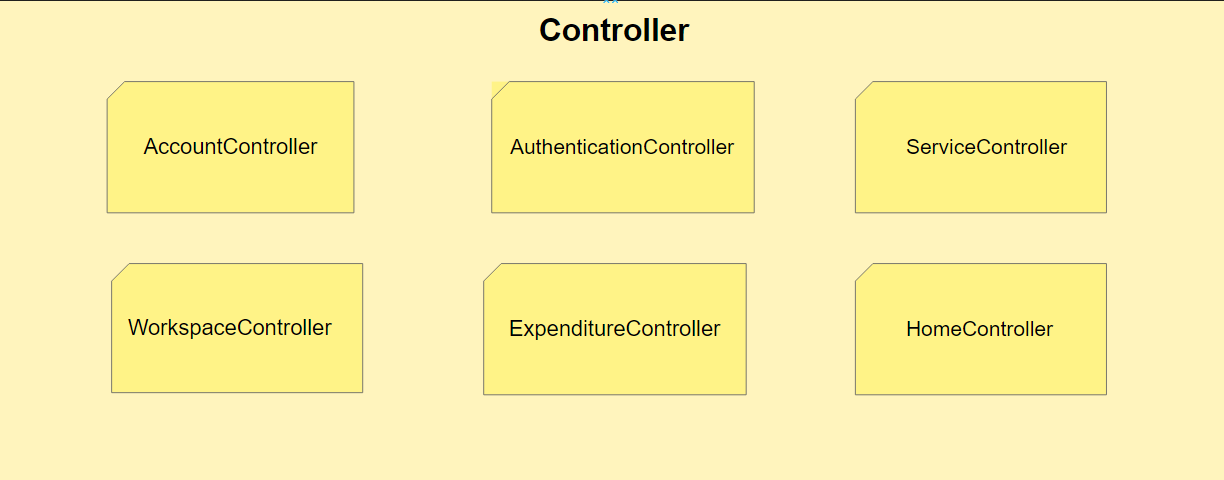 Controller
AccountController
AuthenticationController
ServiceController
WorkspaceController
ExpenditureController
HomeController